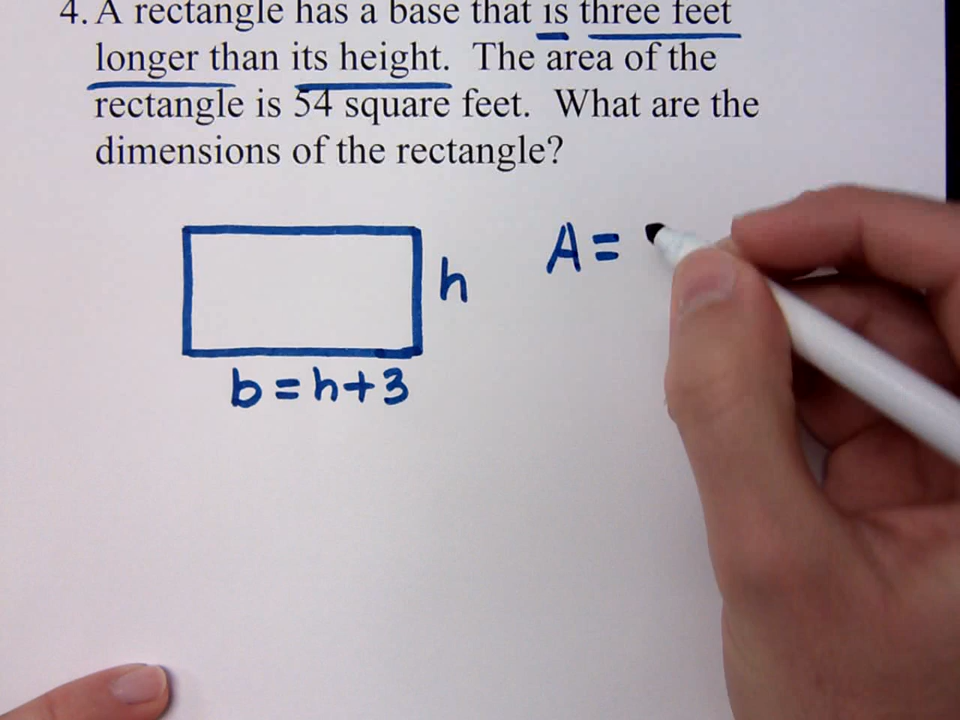 4. A rectangle has a base that is three feet
longer than its height. The area of the
rectangle is 54 square feet. What are the
dimensions of the rectangle?
A =
h
b = h + 3